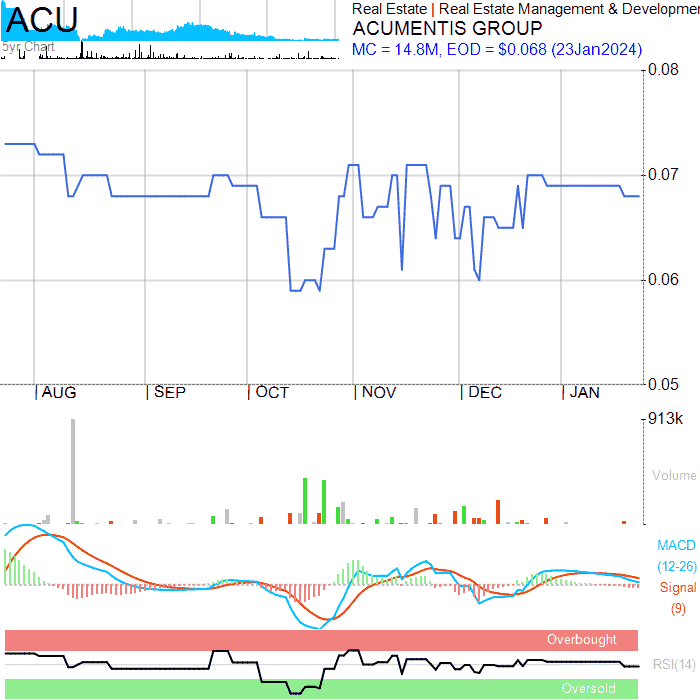 ACU
5yr Chart
Real Estate | Real Estate Management & Developmen
ACUMENTIS GROUP
MC = 14.8M, EOD = $0.068 (23Jan2024)
0.08
0.07
0.06
0.05
AUG SEP OCT NOV DEC JAN
913k
Volume
MACD
(12-26)
Signal
(9)
Overbought
RSI(14)
Oversold